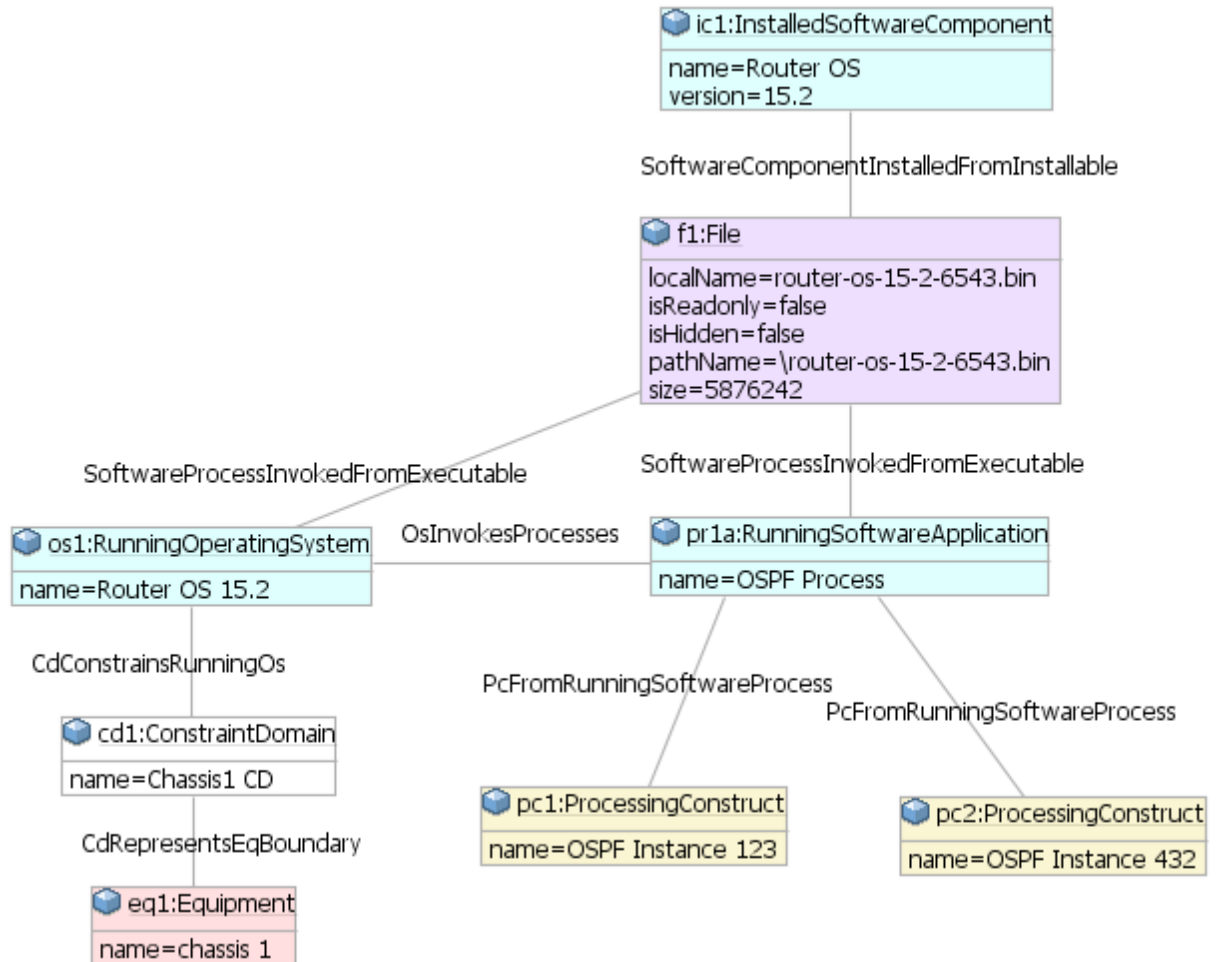 ic1:InstalledSoftwareComponent
name=Router OS
version=15.2
SoftwareComponentInstalledFromInstallable
f1:File
localName=router-os-15-2-6543.bin
isReadonly=false
isHidden=false
pathName=\router-os-15-2-6543.bin
size=5876242
SoftwareProcessInvokedFromExecutable
SoftwareProcessInvokedFromExecutable
os1:RunningOperatingSystem
name=Router OS 15.2
OsInvokesProcesses
pr1a:RunningSoftwareApplication
name=OSPF Process
CdConstrainsRunningOs
PcFromRunningSoftwareProcess
PcFromRunningSoftwareProcess
cd1:ConstraintDomain
name=Chassis1 CD
pc1:ProcessingConstruct
name=OSPF Instance 123
pc2:ProcessingConstruct
name=OSPF Instance 432
CdRepresentsEqBoundary
eq1:Equipment
name=chassis 1